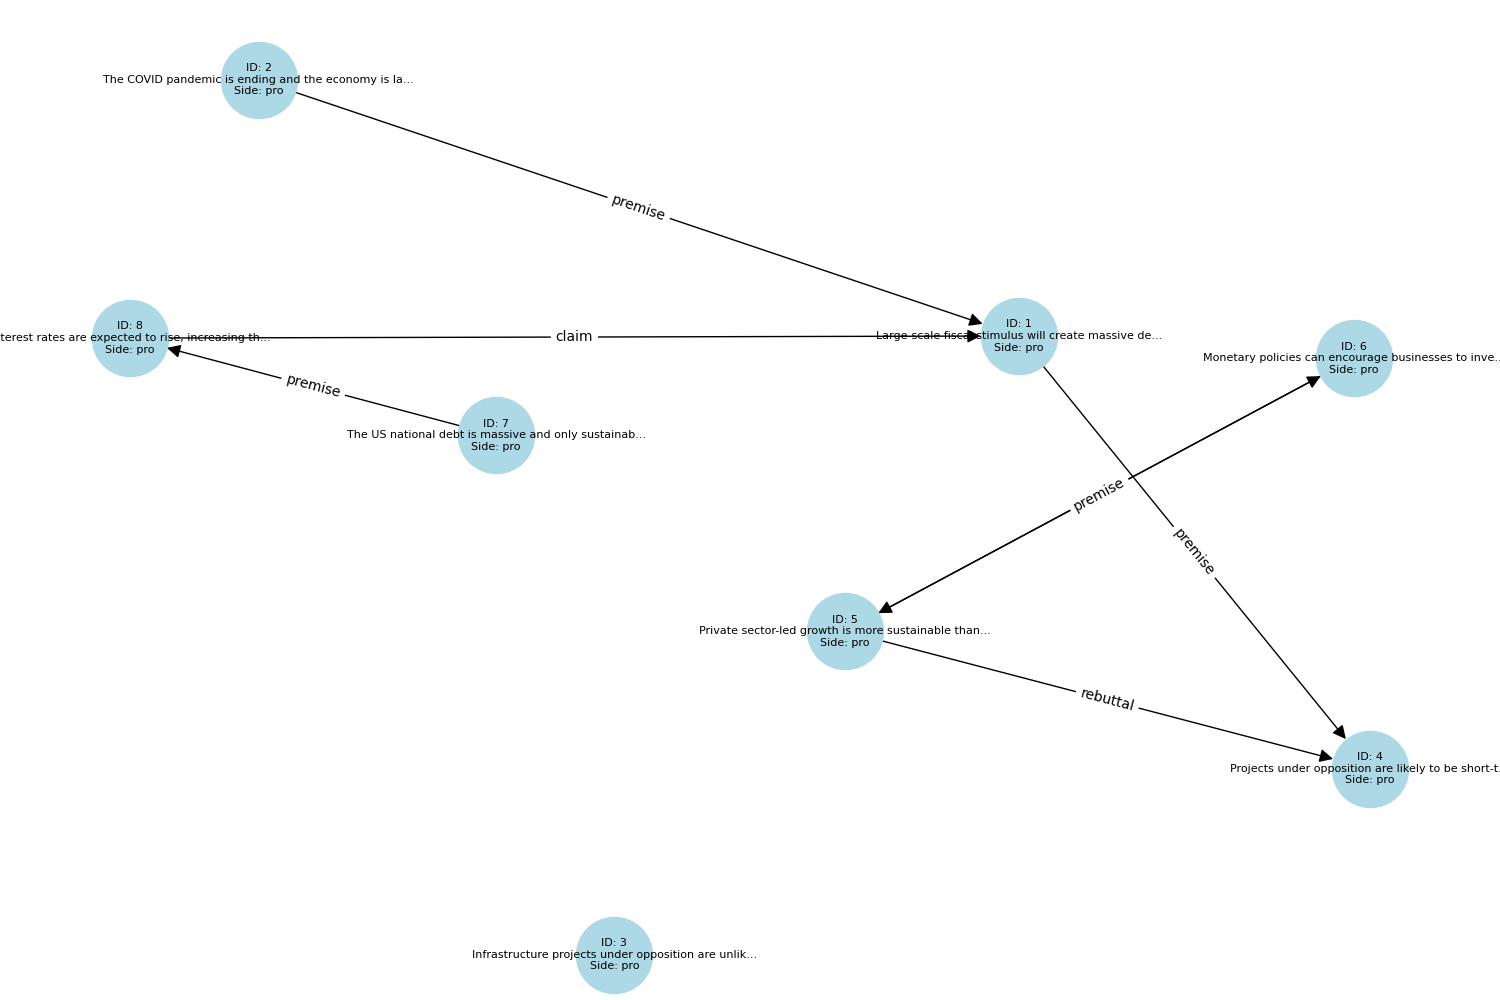 ID: 2
The COVID pandemic is ending and the economy is la...
Side: pro
premise
ID: 8
terest rates are expected to rise, increasing th...
Side: pro
claim
ID: 1
Large-scale fiscal stimulus will create massive de...
Side: pro
ID: 6
Monetary policies can encourage businesses to inve...
Side: pro
premise
ID: 7
The US national debt is massive and only sustainab...
Side: pro
premise
premise
ID: 5
Private sector-led growth is more sustainable than...
Side: pro
rebuttal
ID: 4
Projects under opposition are likely to be short-t...
Side: pro
ID: 3
Infrastructure projects under opposition are unlik...
Side: pro